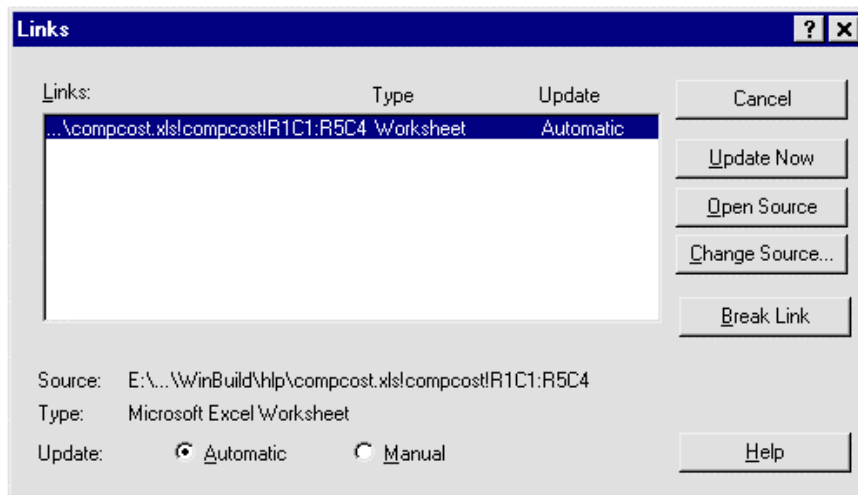 Links
Links: Type Update
...\compcost.xls!compcost!R1C1:R5C4 Worksheet Automatic
Cancel
Update Now
Open Source
Change Source...
Break Link
Source: E:\...\WinBuild\hlp\compcost.xls!compcost!R1C1:R5C4
Type: Microsoft Excel Worksheet
Update: Automatic Manual
Help